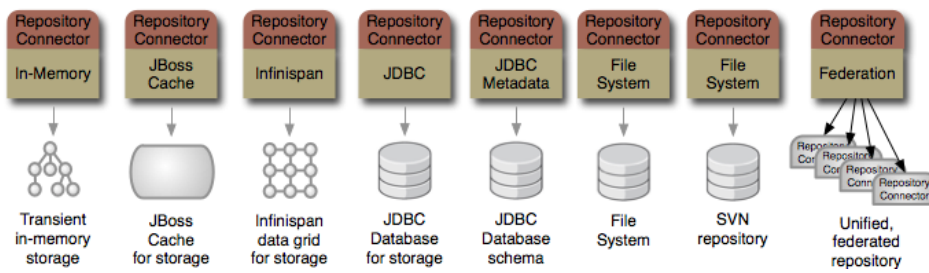 Repository
Connector
In-Memory
Transient
in-memory
storage
Repository
Connector
JBoss
Cache
JBoss
Cache
for storage
Repository
Connector
Infinispan
Infinispan
data grid
for storage
Repository
Connector
JDBC
JDBC
Database
for storage
Repository
Connector
JDBC
Metadata
JDBC
Database
schema
Repository
Connector
File
System
File
System
Repository
Connector
File
System
SVN
repository
Repository
Connector
Federation
Repository
Connector
Unified,
federated
repository